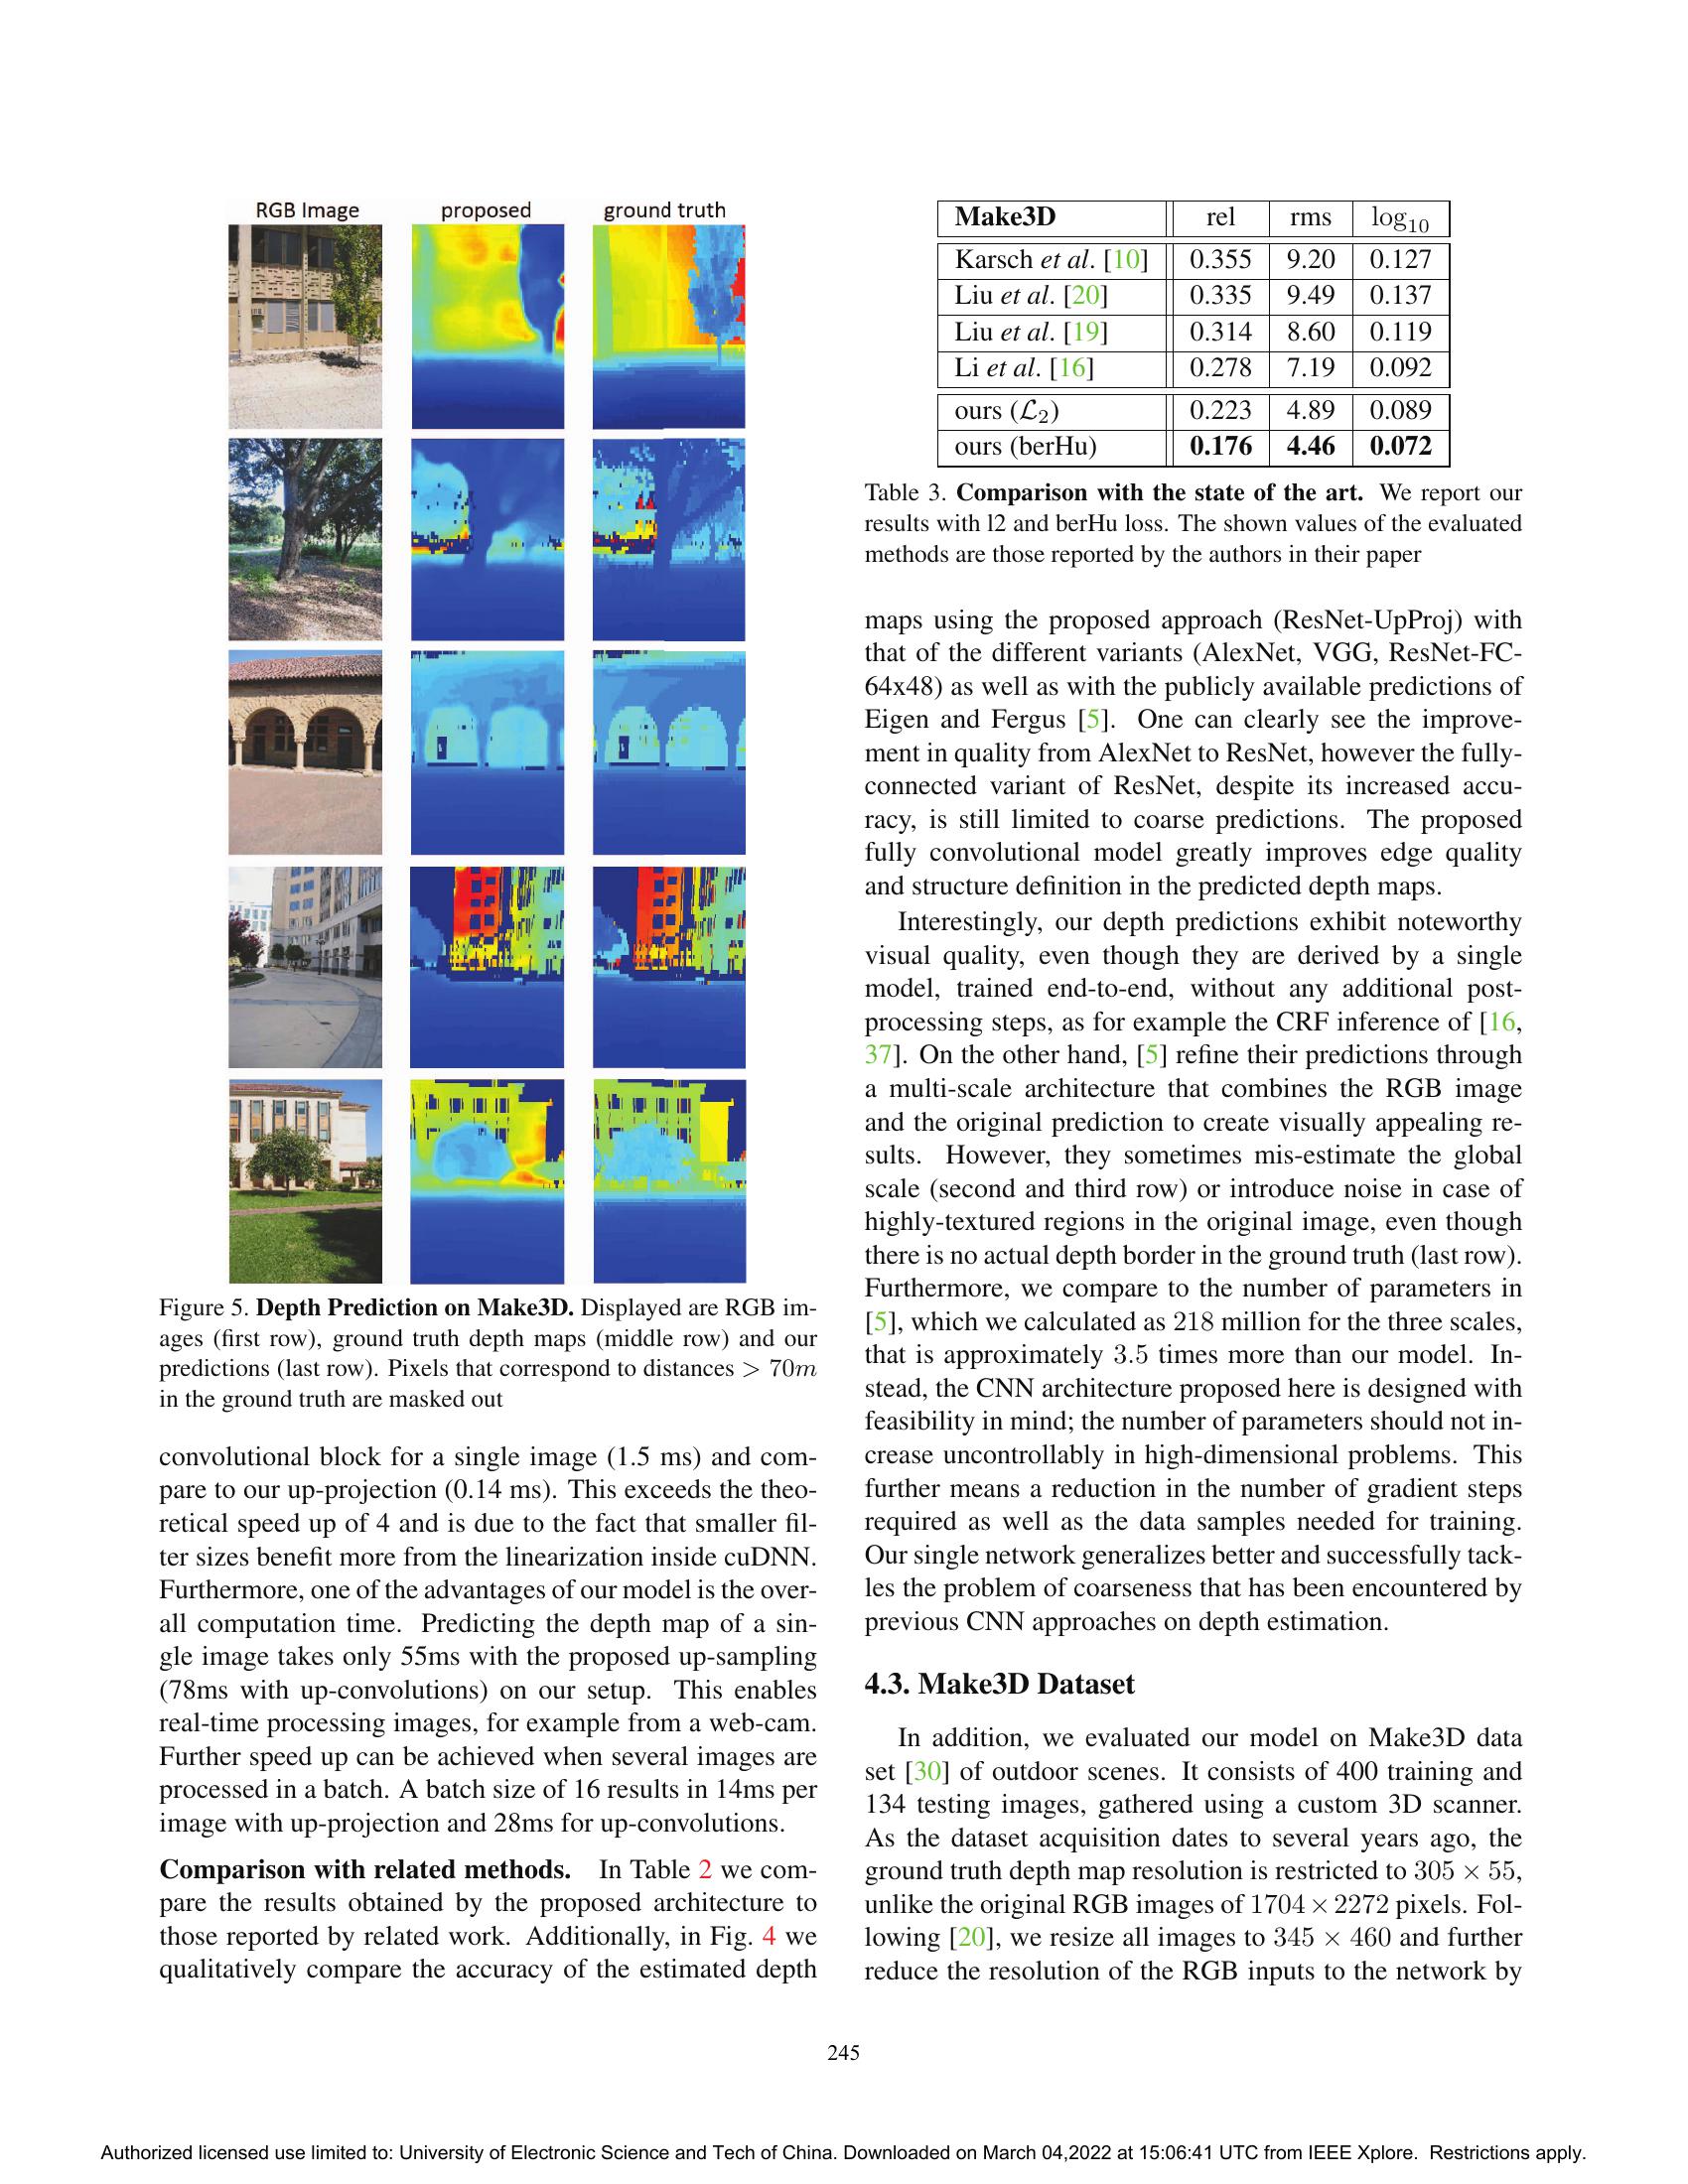 RGB Image proposed ground truth
Figure 5. Depth Prediction on Make3D. Displayed are RGB im-
ages (first row), ground truth depth maps (middle row) and our
predictions (last row). Pixels that correspond to distances > 70m
in the ground truth are masked out
convolutional block for a single image (1.5 ms) and com-
pare to our up-projection (0.14 ms). This exceeds the theo-
retical speed up of 4 and is due to the fact that smaller fil-
ter sizes benefit more from the linearization inside cuDNN.
Furthermore, one of the advantages of our model is the over-
all computation time. Predicting the depth map of a sin-
gle image takes only 55ms with the proposed up-sampling
(78ms with up-convolutions) on our setup. This enables
real-time processing images, for example from a web-cam.
Further speed up can be achieved when several images are
processed in a batch. A batch size of 16 results in 14ms per
image with up-projection and 28ms for up-convolutions.
Comparison with related methods. In Table 2 we com-
pare the results obtained by the proposed architecture to
those reported by related work. Additionally, in Fig. 4 we
qualitatively compare the accuracy of the estimated depth
Make3D rel rms log10
Karsch et al. [10] 0.355 9.20 0.127
Liu et al. [20] 0.335 9.49 0.137
Liu et al. [19] 0.314 8.60 0.119
Li et al. [16] 0.278 7.19 0.092
ours (L2) 0.223 4.89 0.089
ours (berHu) 0.176 4.46 0.072
Table 3. Comparison with the state of the art. We report our
results with l2 and berHu loss. The shown values of the evaluated
methods are those reported by the authors in their paper
maps using the proposed approach (ResNet-UpProj) with
that of the different variants (AlexNet, VGG, ResNet-FC-
64x48) as well as with the publicly available predictions of
Eigen and Fergus [5]. One can clearly see the improve-
ment in quality from AlexNet to ResNet, however the fully-
connected variant of ResNet, despite its increased accu-
racy, is still limited to coarse predictions. The proposed
fully convolutional model greatly improves edge quality
and structure definition in the predicted depth maps.
Interestingly, our depth predictions exhibit noteworthy
visual quality, even though they are derived by a single
model, trained end-to-end, without any additional post-
processing steps, as for example the CRF inference of [16,
37]. On the other hand, [5] refine their predictions through
a multi-scale architecture that combines the RGB image
and the original prediction to create visually appealing re-
sults. However, they sometimes mis-estimate the global
scale (second and third row) or introduce noise in case of
highly-textured regions in the original image, even though
there is no actual depth border in the ground truth (last row).
Furthermore, we compare to the number of parameters in
[5], which we calculated as 218 million for the three scales,
that is approximately 3.5 times more than our model. In-
stead, the CNN architecture proposed here is designed with
feasibility in mind; the number of parameters should not in-
crease uncontrollably in high-dimensional problems. This
further means a reduction in the number of gradient steps
required as well as the data samples needed for training.
Our single network generalizes better and successfully tack-
les the problem of coarseness that has been encountered by
previous CNN approaches on depth estimation.
4.3. Make3D Dataset
In addition, we evaluated our model on Make3D data
set [30] of outdoor scenes. It consists of 400 training and
134 testing images, gathered using a custom 3D scanner.
As the dataset acquisition dates to several years ago, the
ground truth depth map resolution is restricted to 305 × 55,
unlike the original RGB images of 1704 × 2272 pixels. Fol-
lowing [20], we resize all images to 345 × 460 and further
reduce the resolution of the RGB inputs to the network by
245
Authorized licensed use limited to: University of Electronic Science and Tech of China. Downloaded on March 04,2022 at 15:06:41 UTC from IEEE Xplore. Restrictions apply.